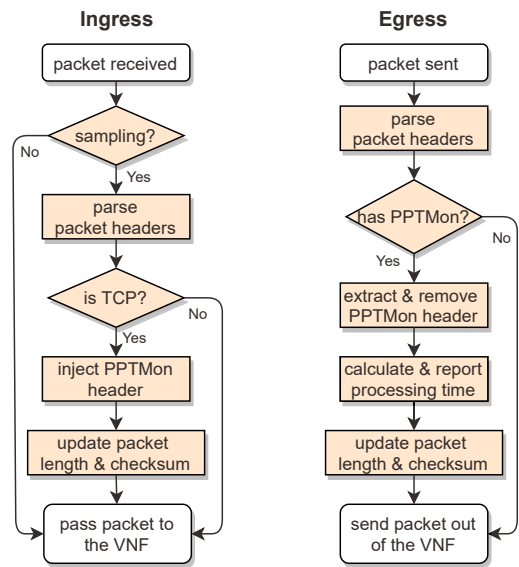 Ingress
packet received
sampling?
No
Yes
parse
packet headers
is TCP?
No
Yes
inject PPTMon
header
update packet
length & checksum
pass packet to
the VNF
Egress
packet sent
parse
packet headers
has PPTMon?
No
Yes
extract & remove
PPTMon header
calculate & report
processing time
update packet
length & checksum
send packet out
of the VNF